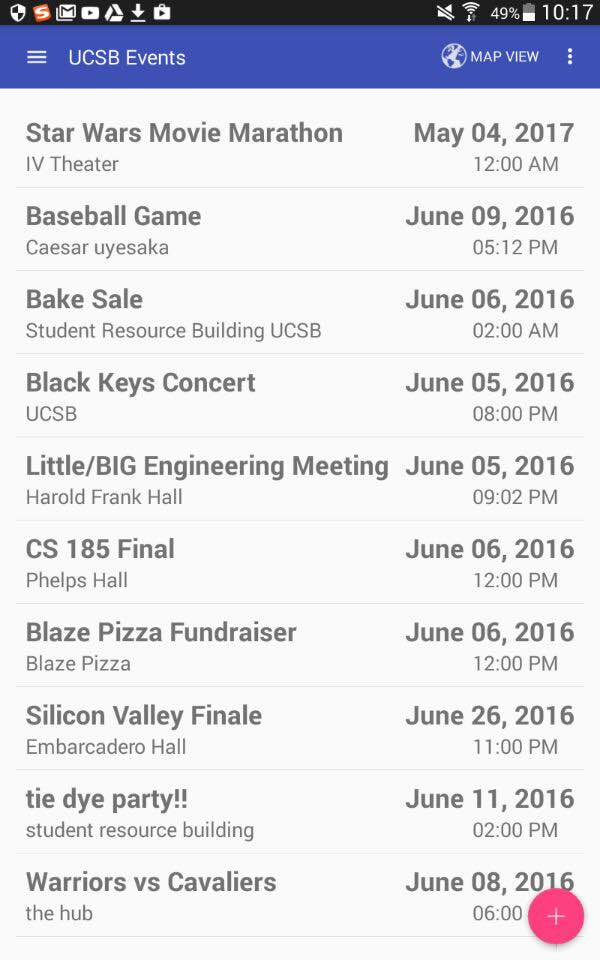 49% 10:17
UCSB Events MAP VIEW
Star Wars Movie Marathon May 04, 2017
IV Theater 12:00 AM
Baseball Game June 09, 2016
Caesar uyesaka 05:12 PM
Bake Sale June 06, 2016
Student Resource Building UCSB 02:00 AM
Black Keys Concert June 05, 2016
UCSB 08:00 PM
Little/BIG Engineering Meeting June 05, 2016
Harold Frank Hall 09:02 PM
CS 185 Final June 06, 2016
Phelps Hall 12:00 PM
Blaze Pizza Fundraiser June 06, 2016
Blaze Pizza 12:00 PM
Silicon Valley Finale June 26, 2016
Embarcadero Hall 11:00 PM
tie dye party!! June 11, 2016
student resource building 02:00 PM
Warriors vs Cavaliers June 08, 2016
the hub 06:00